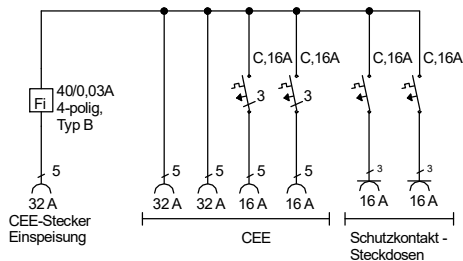 C,16A C,16A C,16A C,16A
Fi
40/0,03A
4-polig,
Typ B
3 3
5 5 5 5 5 3 3
32 A 32 A 32 A 16 A 16 A 16 A 16 A
CEE-Stecker
Einspeisung
CEE
Schutzkontakt -
Steckdosen